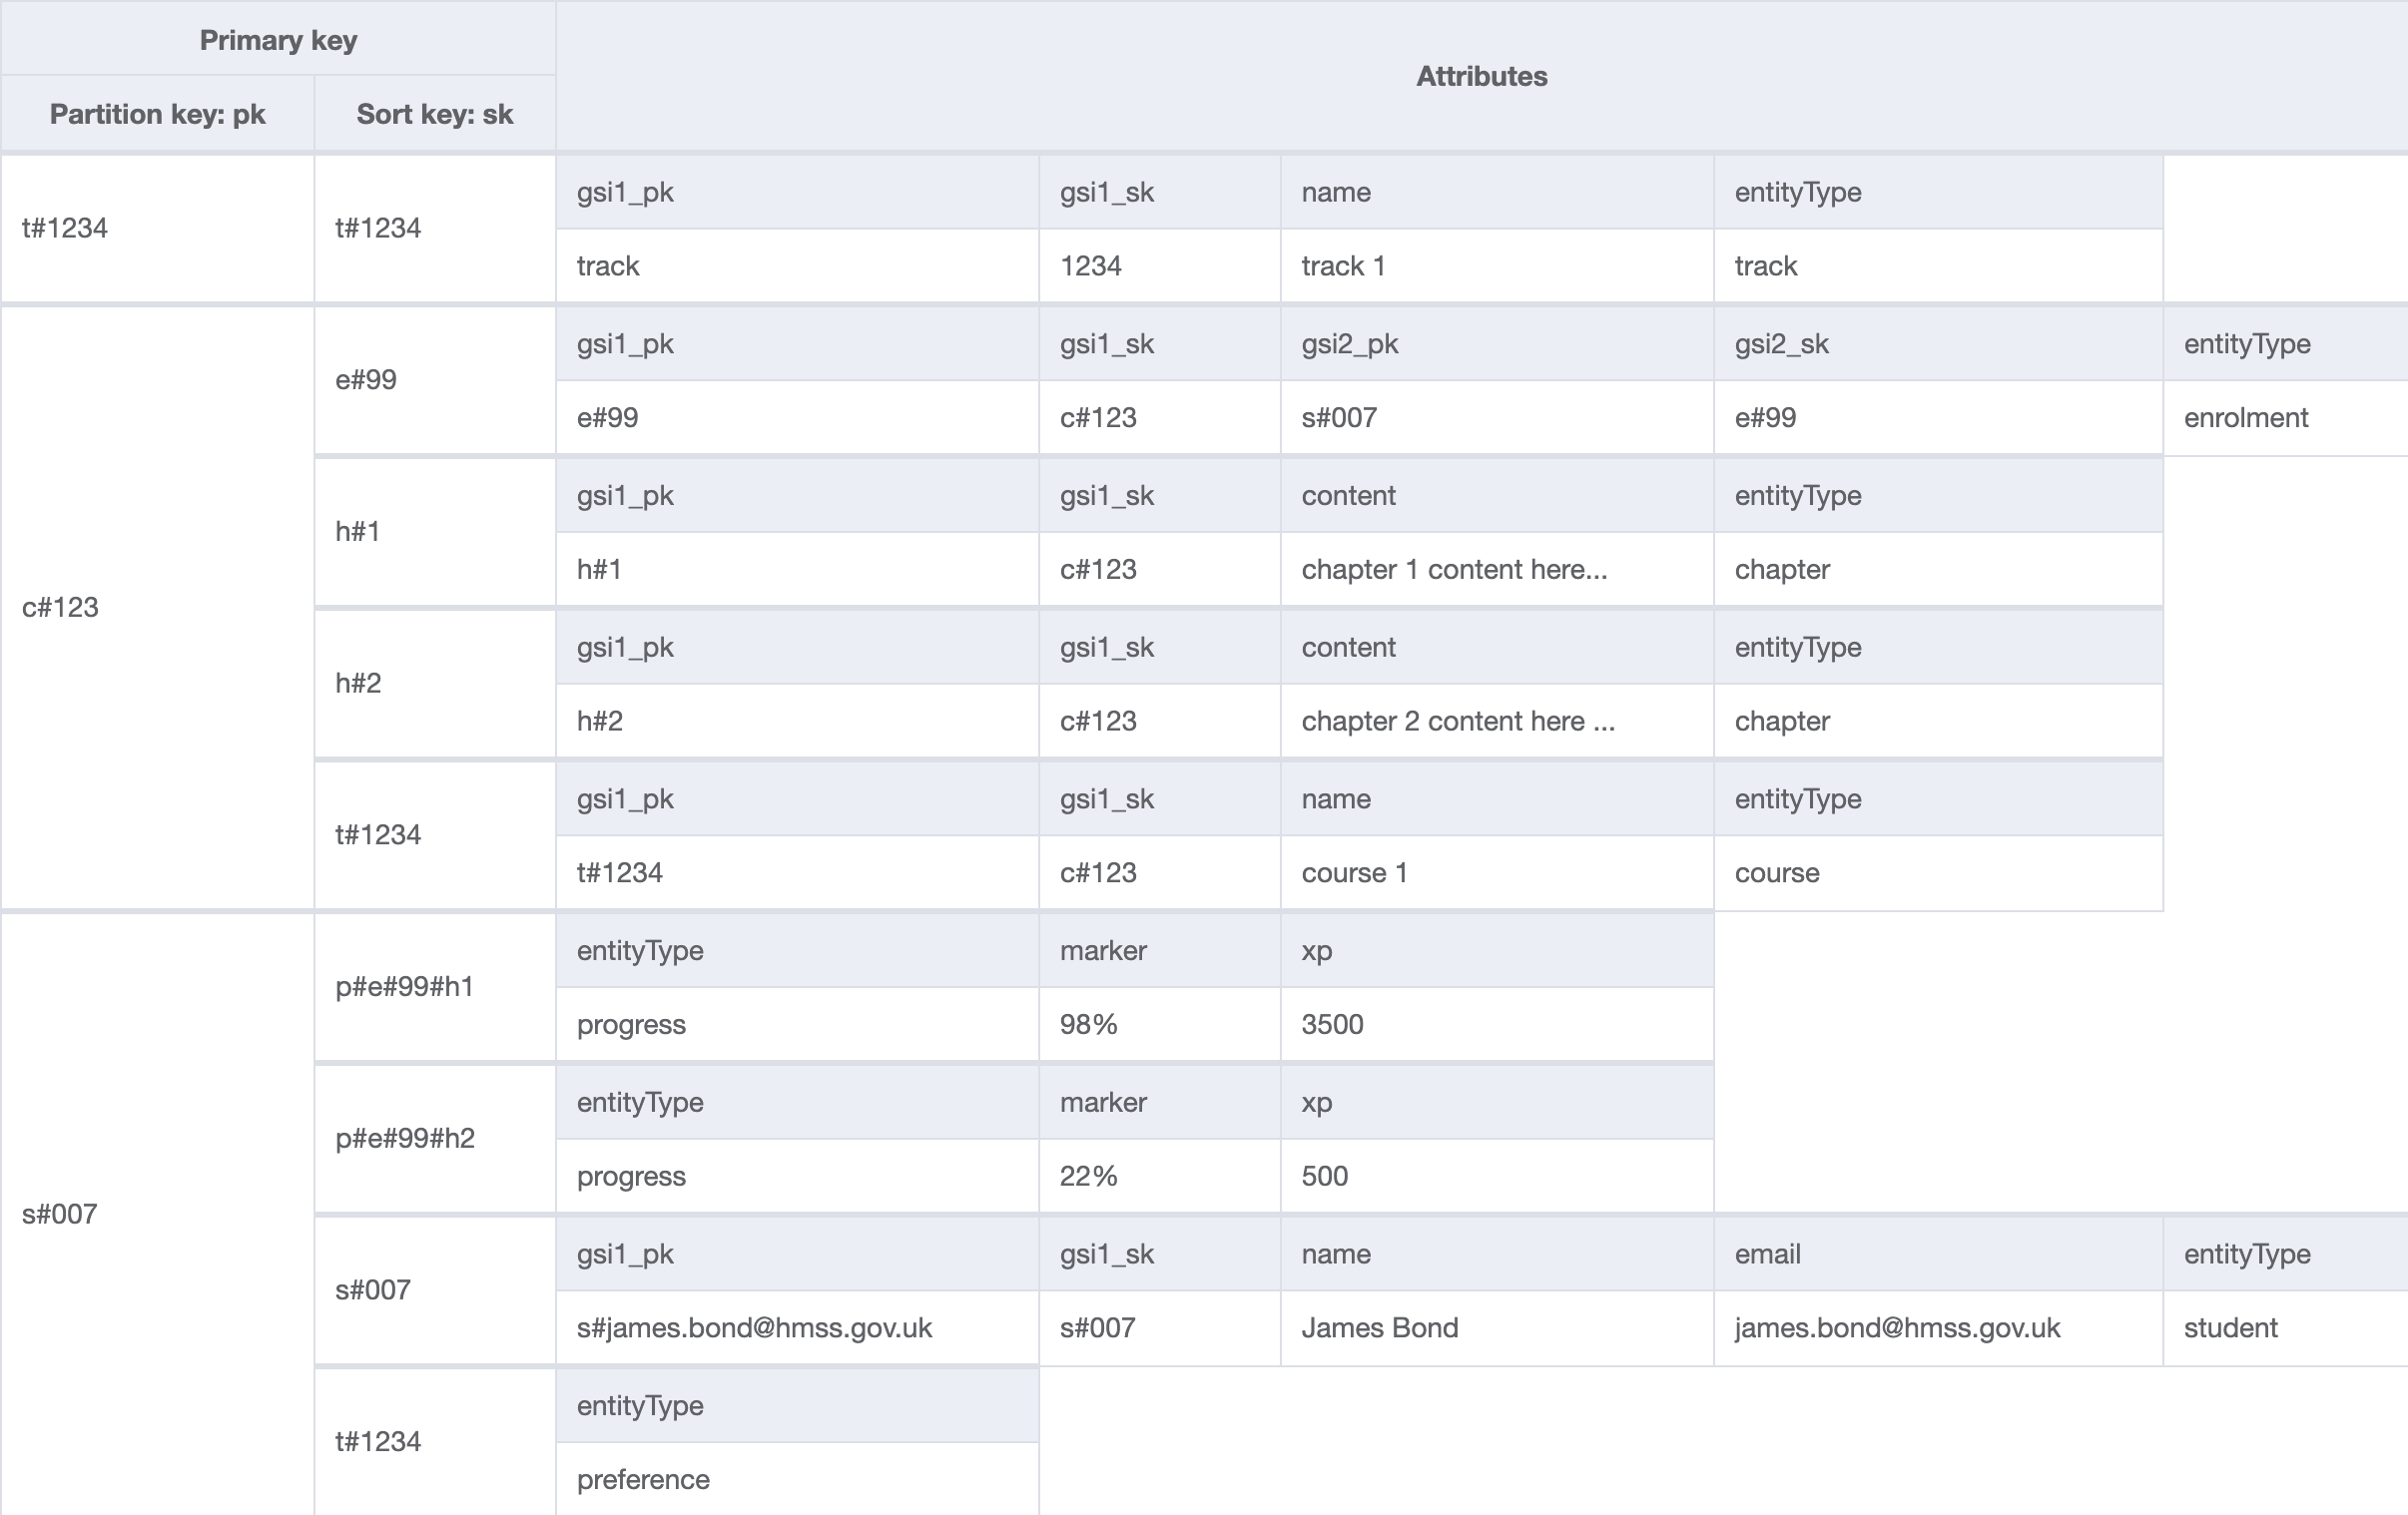 Primary key
Attributes
Partition key: pk Sort key: sk
t#1234 t#1234
gsi1_pk gsi1_sk name entityType
track 1234 track 1 track
c#123
e#99
gsi1_pk gsi1_sk gsi2_pk gsi2_sk entityType
e#99 c#123 s#007 e#99 enrolment
h#1
gsi1_pk gsi1_sk content entityType
h#1 c#123 chapter 1 content here... chapter
h#2
gsi1_pk gsi1_sk content entityType
h#2 c#123 chapter 2 content here ... chapter
t#1234
gsi1_pk gsi1_sk name entityType
t#1234 c#123 course 1 course
s#007
p#e#99#h1
entityType marker xp
progress 98% 3500
p#e#99#h2
entityType marker xp
progress 22% 500
s#007
gsi1_pk gsi1_sk name email entityType
s#james.bond@hmss.gov.uk s#007 James Bond james.bond@hmss.gov.uk student
t#1234
entityType
preference